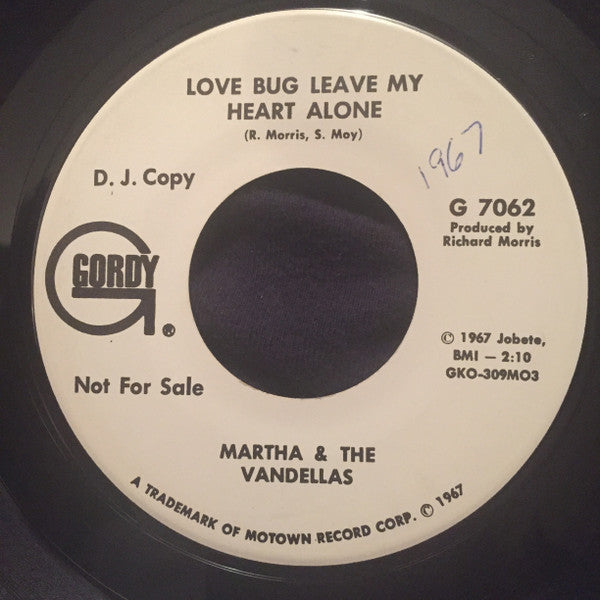 LOVE BUG LEAVE MY
HEART ALONE
(R. Morris, S. Moy)
1967
D. J. Copy
G 7062
Produced by
Richard Morris
GORDY
© 1967 Jobete,
BMI — 2:10
GKO-309MO3
Not For Sale
MARTHA & THE
VANDELLAS
A TRADEMARK OF MOTOWN RECORD CORP. © 1967